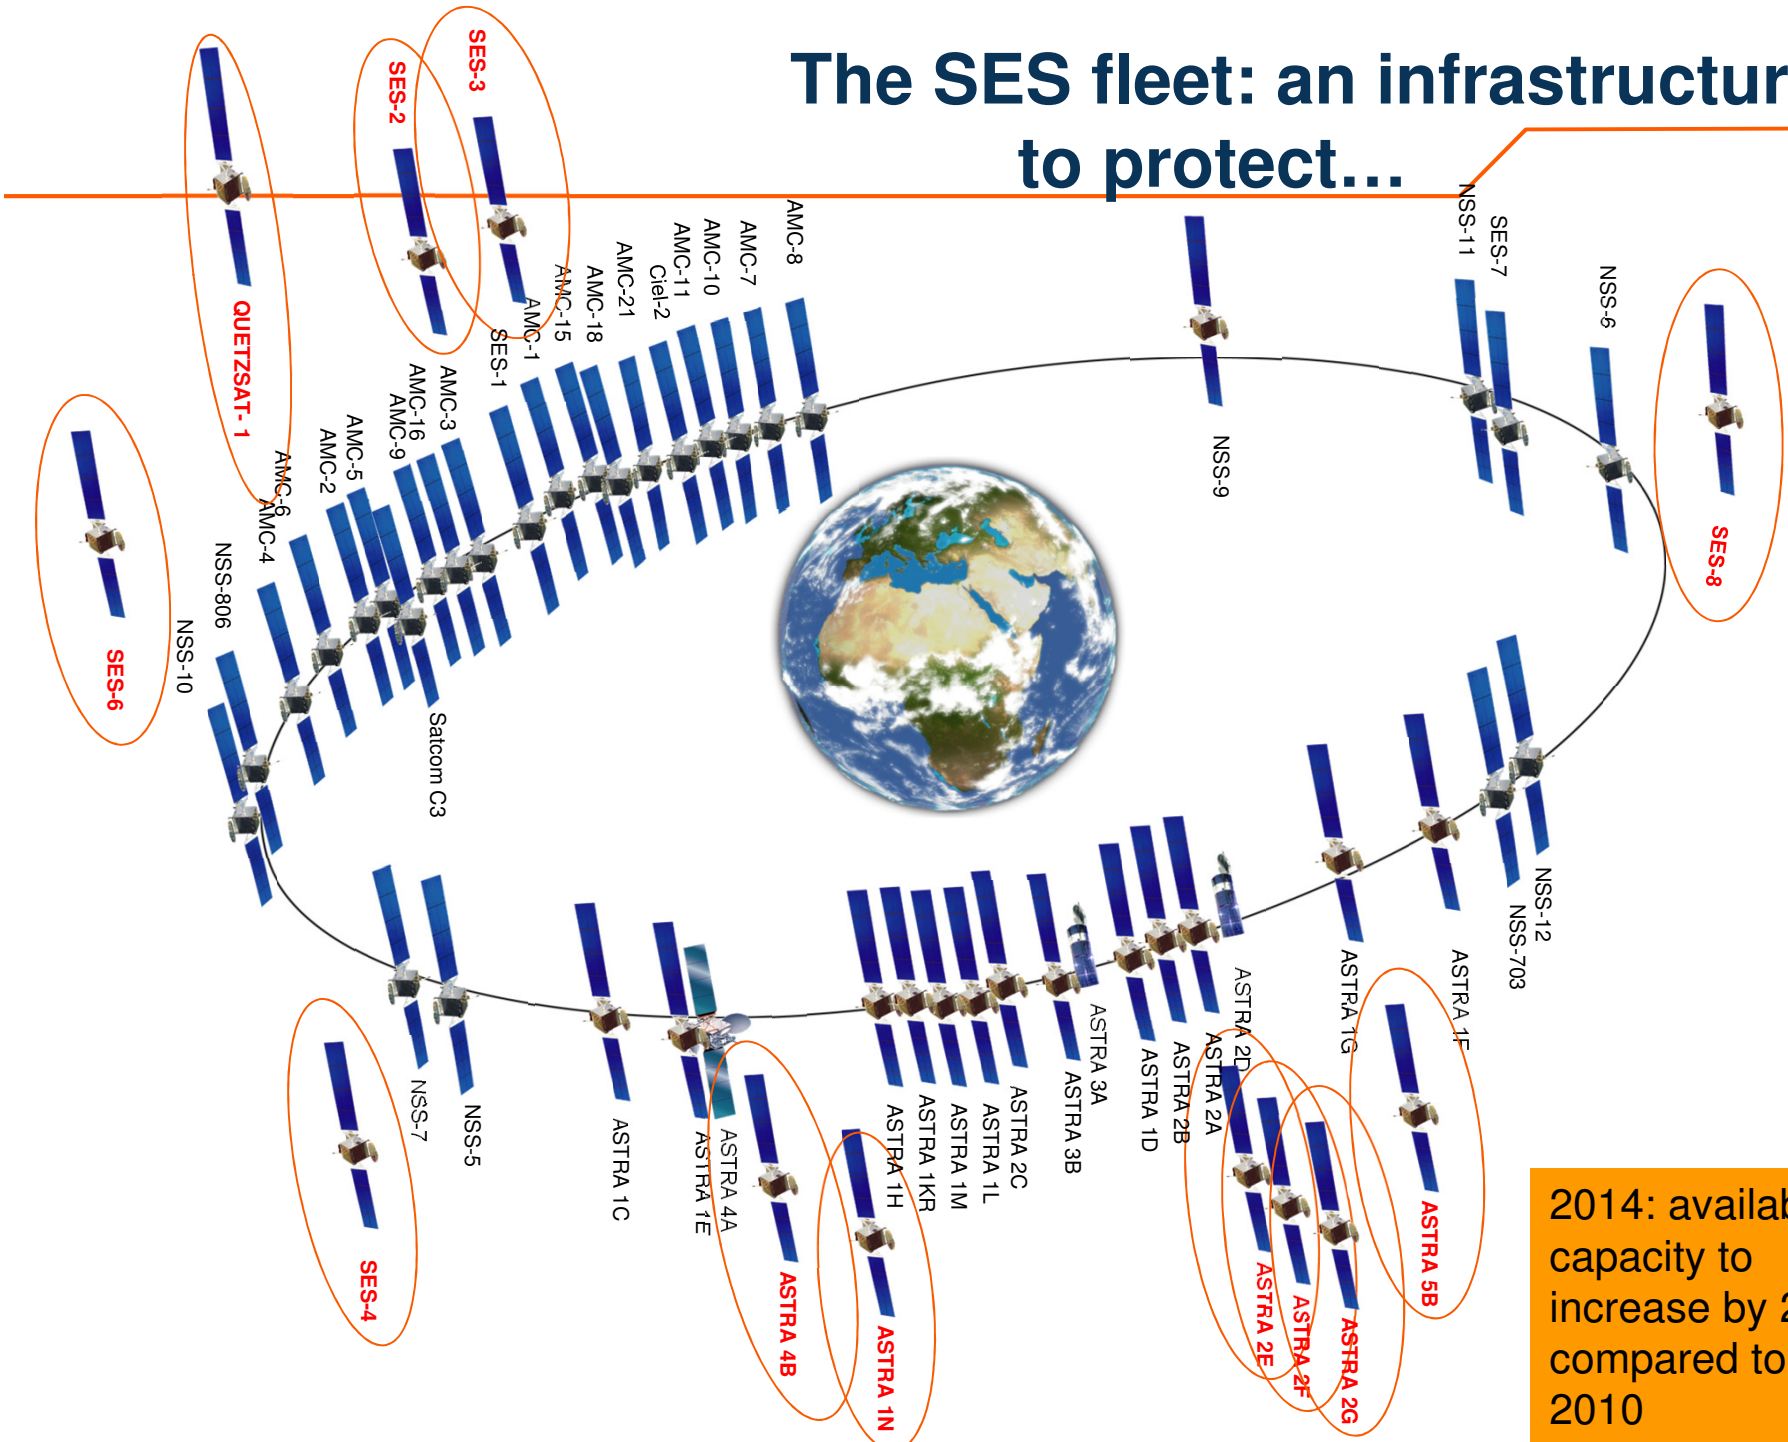 The SES fleet: an infrastructur
to protect…
SES-3
SES-2
QUETZSAT- 1
SES-6
AMC-8
AMC-7
AMC-10
AMC-11
Ciel-2
AMC-21
AMC-18
AMC-15
AMC-1
SES-1
AMC-3
AMC-16
AMC-9
AMC-5
AMC-2
AMC-6
AMC-4
NSS-806
NSS-10
Satcom C3
NSS-9
NSS-11
SES-7
NSS-6
SES-8
NSS-12
NSS-703
ASTRA 1F
ASTRA 1G
ASTRA 5B
ASTRA 2D
ASTRA 2A
ASTRA 2B
ASTRA 1D
ASTRA 3A
ASTRA 3B
ASTRA 2C
ASTRA 1L
ASTRA 1M
ASTRA 1KR
ASTRA 1H
ASTRA 4A
ASTRA 1E
ASTRA 1C
NSS-5
NSS-7
SES-4
ASTRA 4B
ASTRA 1N
ASTRA 2E
ASTRA 2F
ASTRA 2G
2014: availab
capacity to
increase by 2
compared to
2010